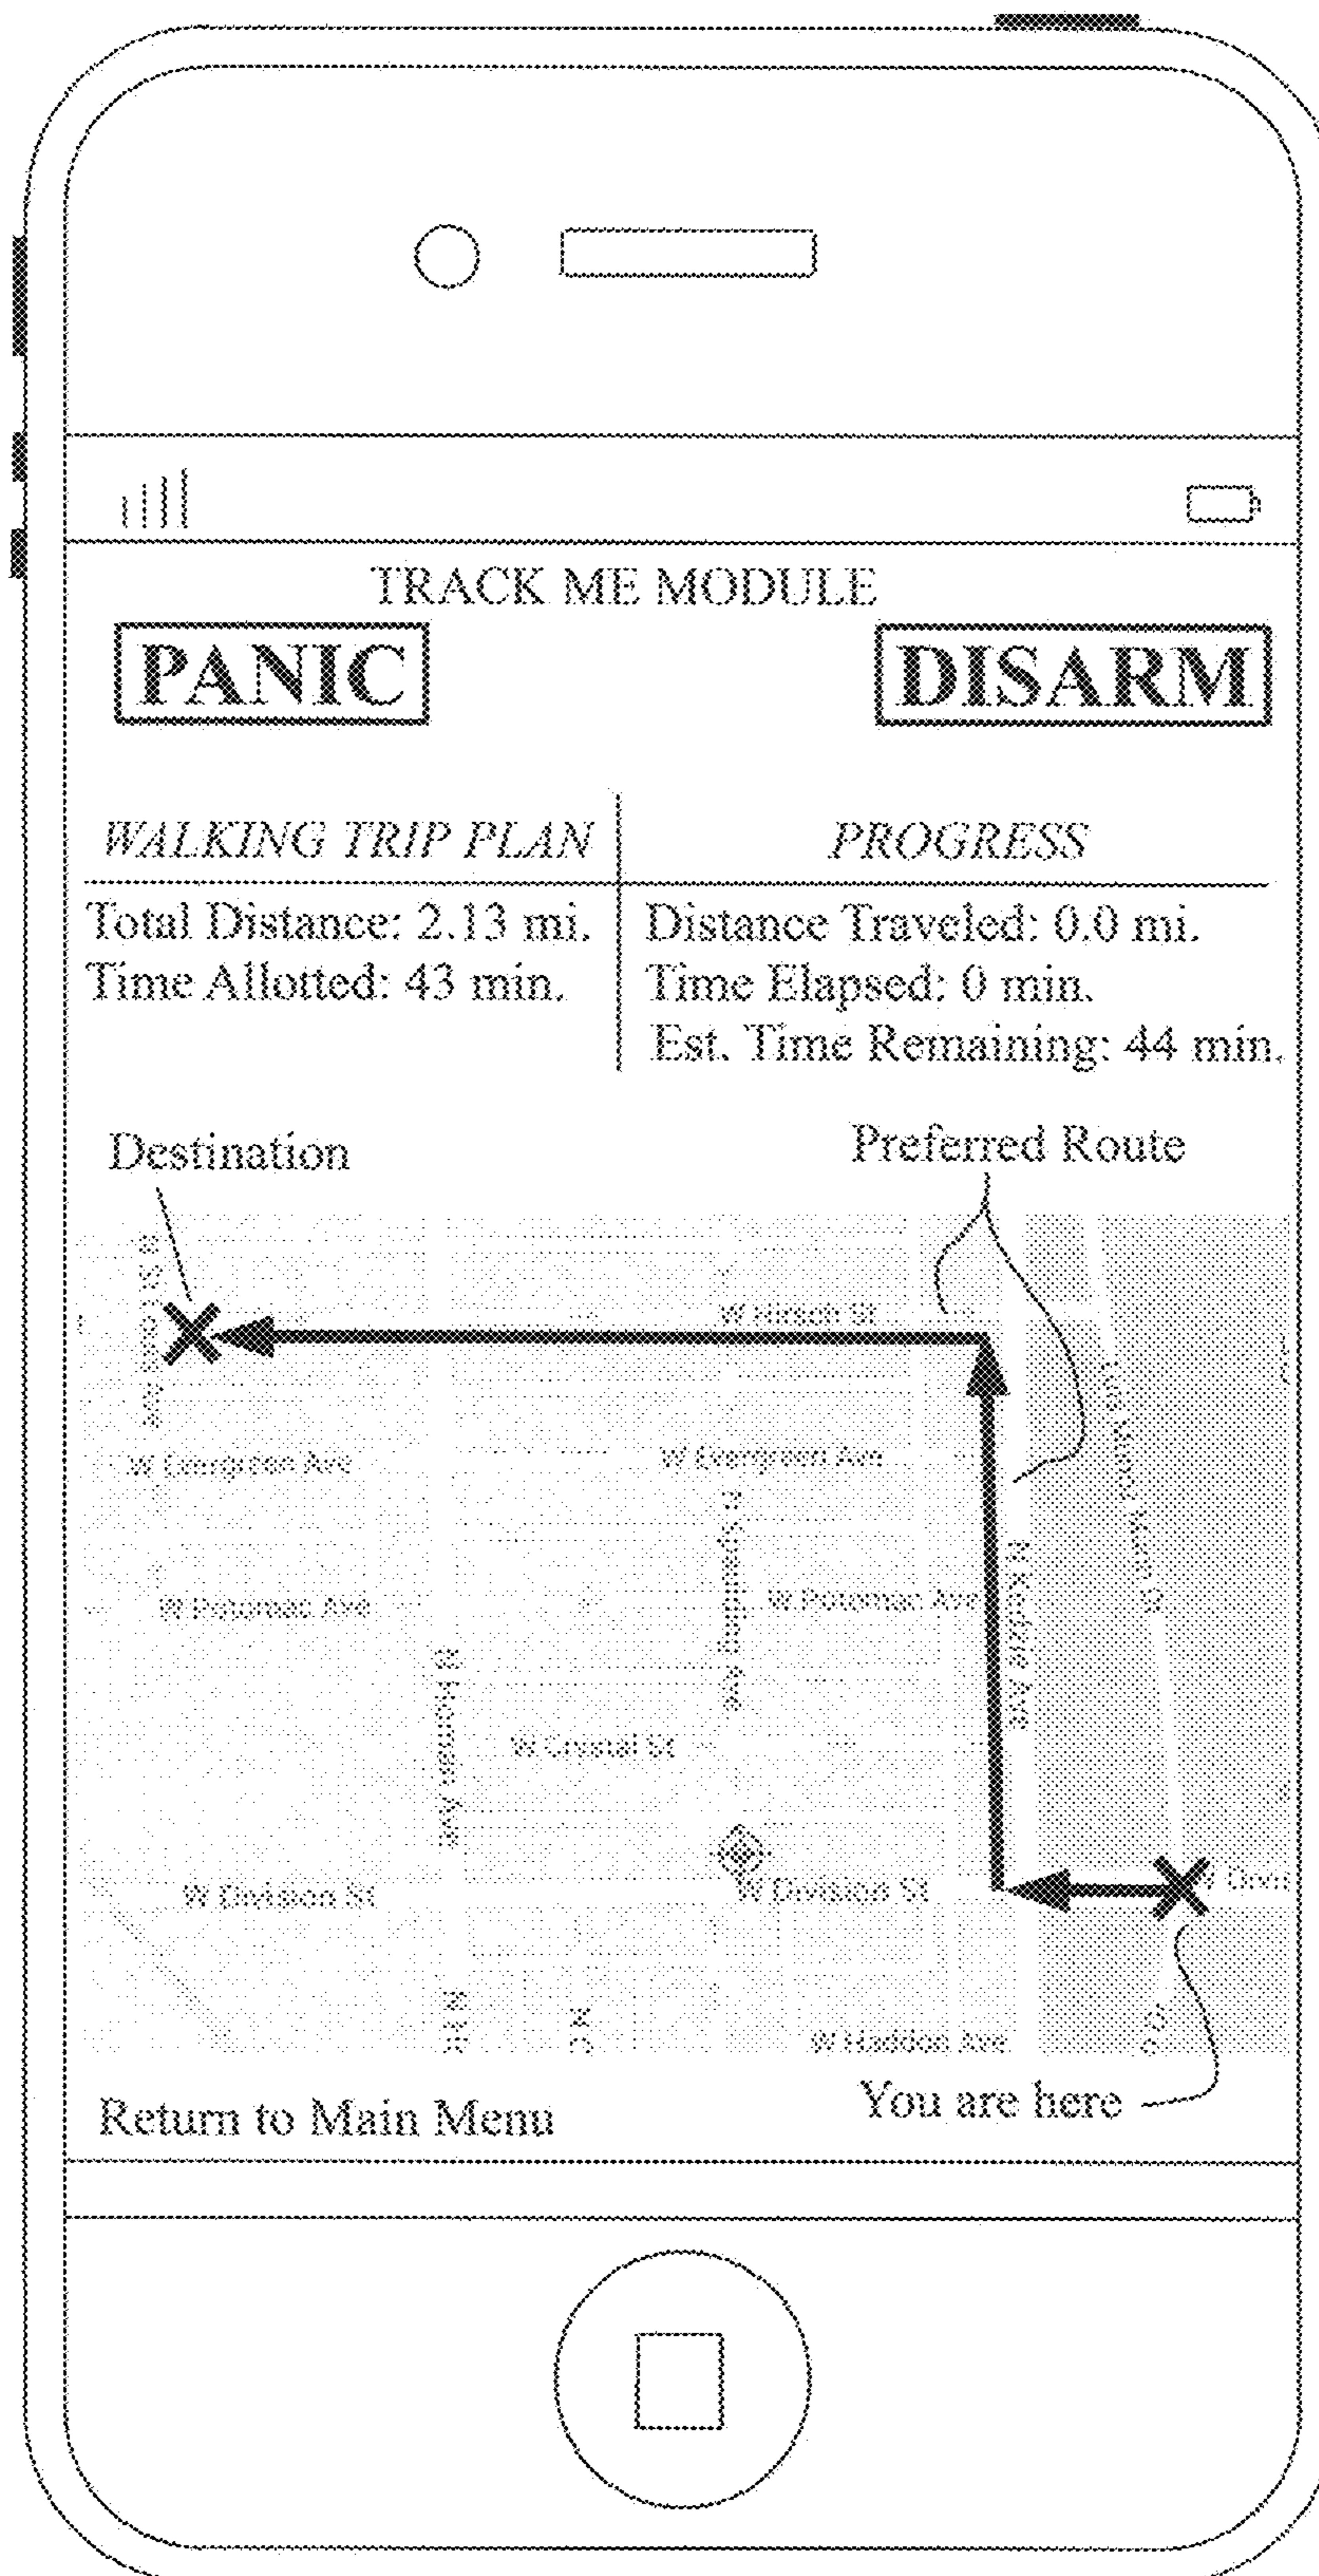 TRACK ME MODULE
PANIC
DISARM
WALKING TRIP PLAN
PROGRESS
Total Distance: 2.13 mi.
Distance Traveled: 0.0 mi.
Time Allotted: 43 min.
Time Elapsed: 0 min.
Est. Time Remaining: 44 min.
Destination
Preferred Route
W Hirsch St
W Evergreen Ave
W Evergreen Ave
W Potomac Ave
W Potomac Ave
W Crystal St
W Division St
W Division St
W Haddon Ave
You are here
Return to Main Menu